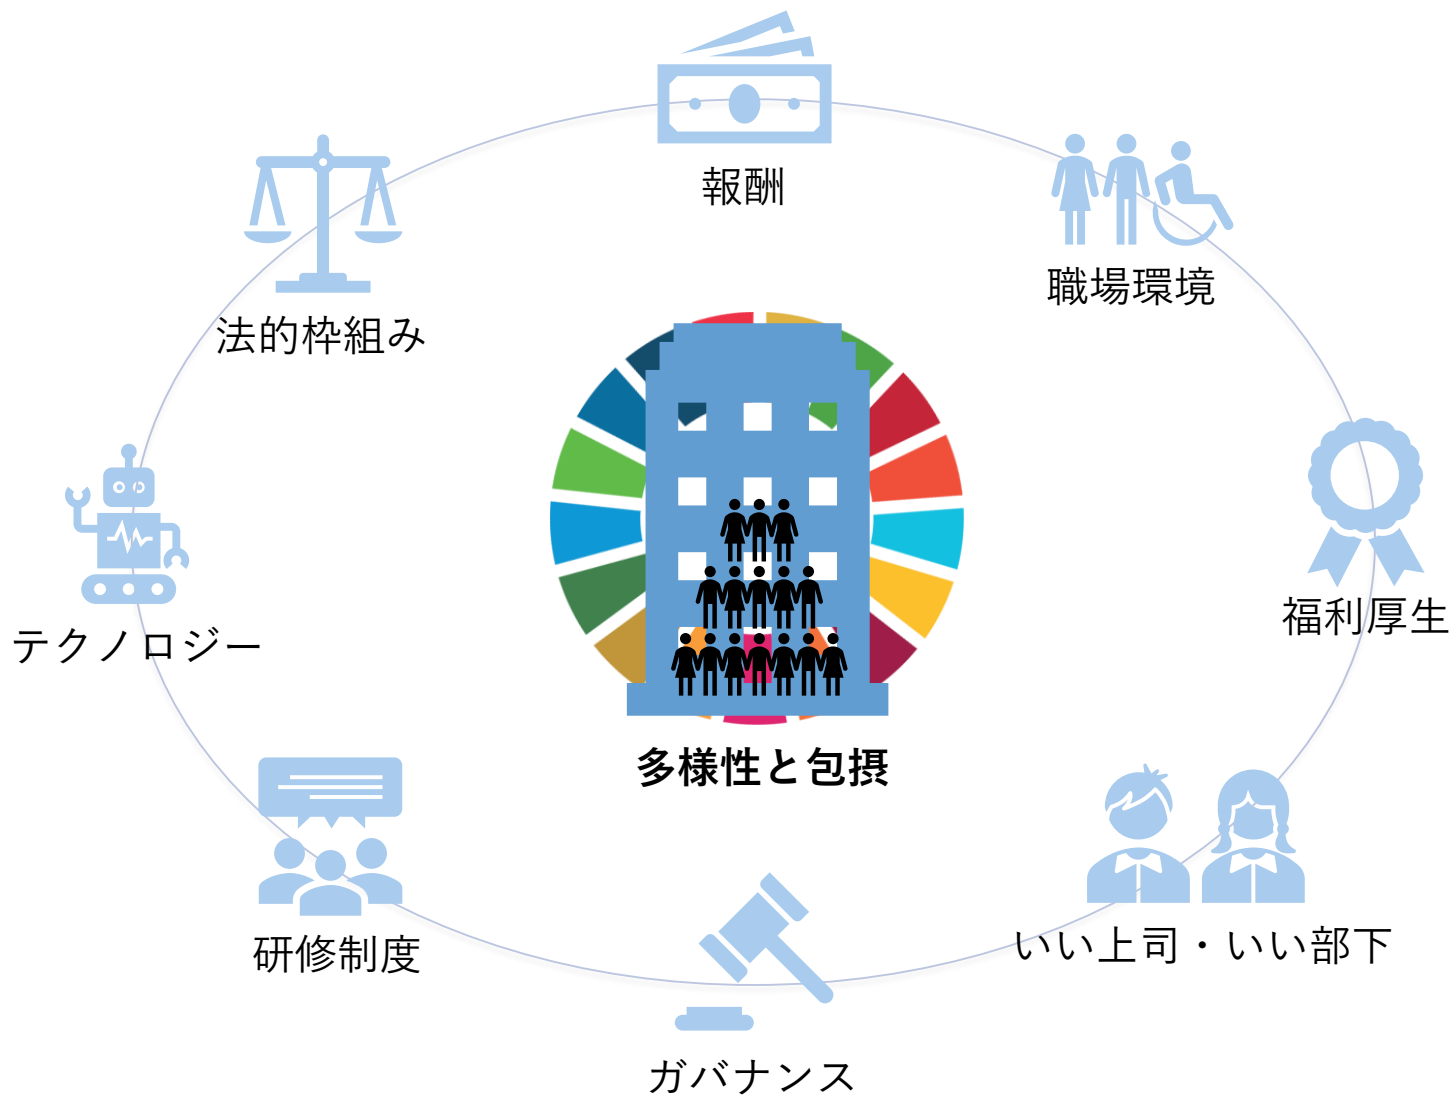 報酬
職場環境
法的枠組み
福利厚生
テクノロジー
多様性と包摂
いい上司・いい部下
研修制度
ガバナンス